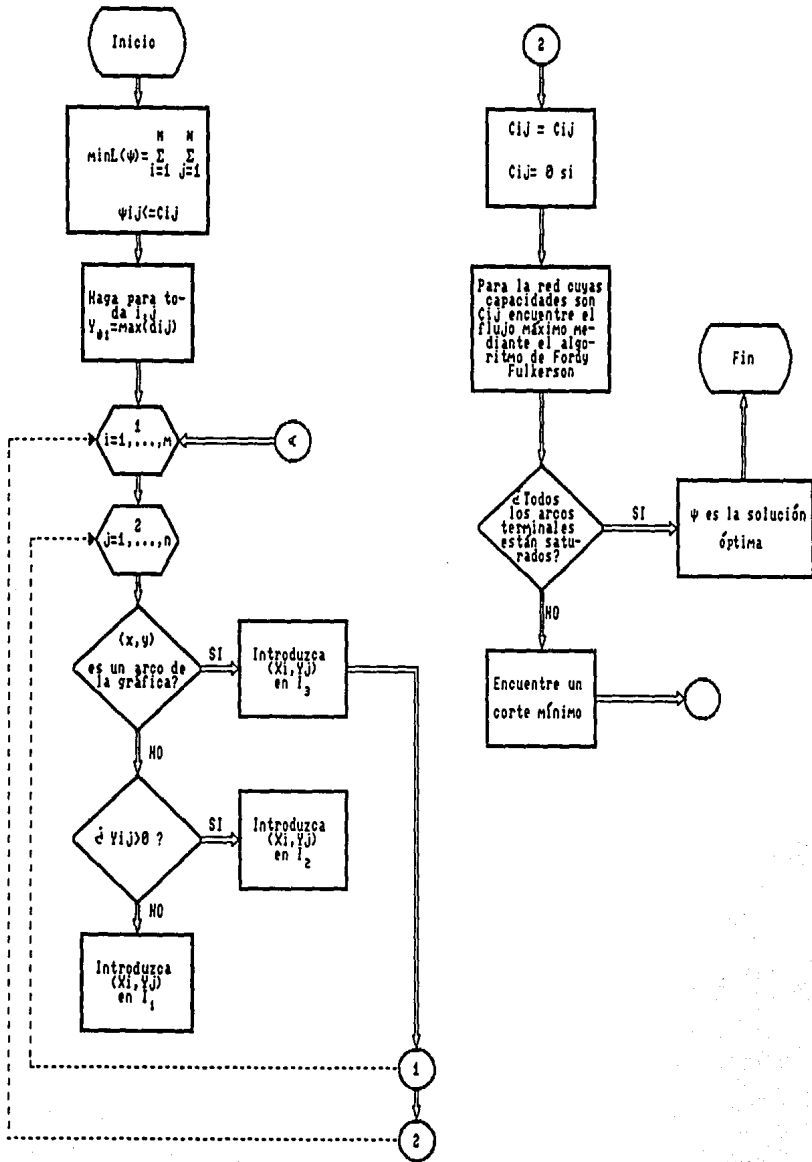 Inicio
M N
minL(ψ)= Σ Σ
i=1 j=1
ψij<=Cij
Haga para to-
da i,j
Y₀₁=max(dij)
1
i=1,...,m
<
2
j=1,...,n
(x,y)
es un arco de
la gráfica?
SI
Introduzca
(Xi,Yj)
en I₃
NO
¿ Yij>0 ?
SI
Introduzca
(Xi,Yj)
en I₂
NO
Introduzca
(Xi,Yj)
en I₁
1
2
2
Cij = Cij
Cij= 0 si
Para la red cuyas
capacidades son
Cij encuentre el
flujo máximo me-
diante el algo-
ritmo de Fordy
Fulkerson
¿Todos
los arcos
terminales
están satu-
rados?
SI
ψ es la solución
óptima
Fin
NO
Encuentre un
corte mínimo